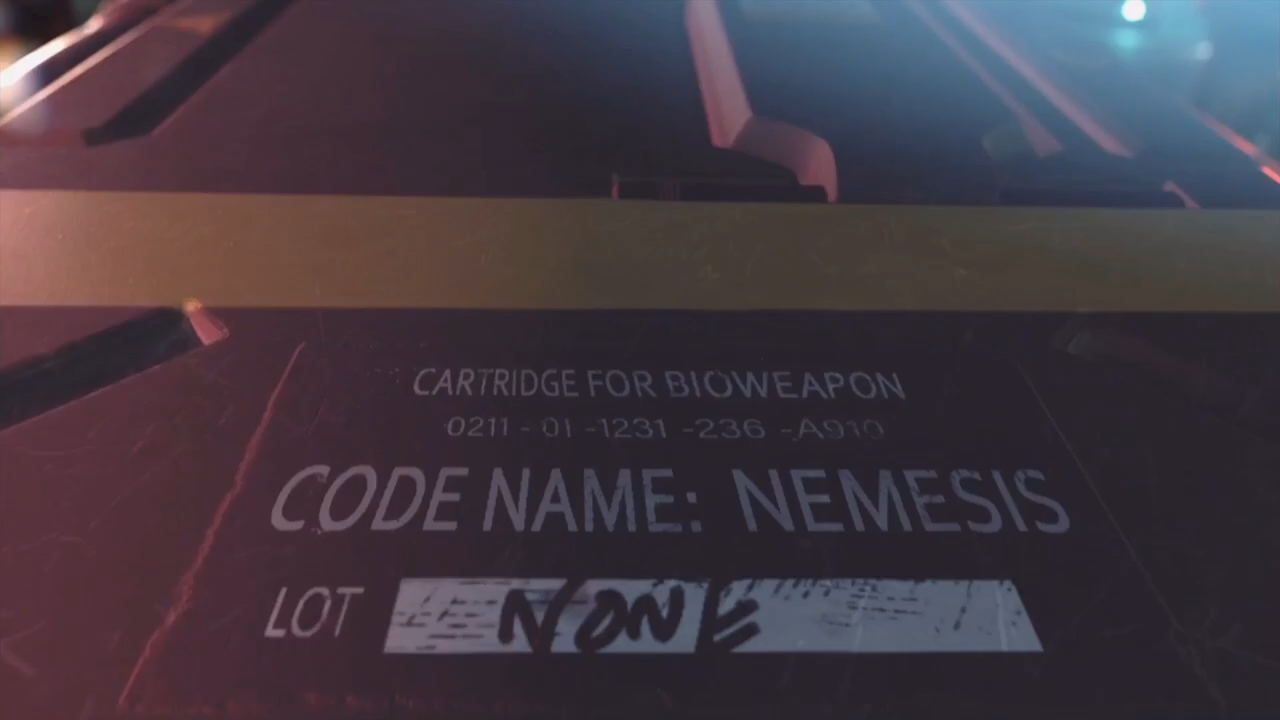 CARTRIDGE FOR BIOWEAPON
0211 - 01 -1231 -236 -A910
CODE NAME: NEMESIS
LOT NONE